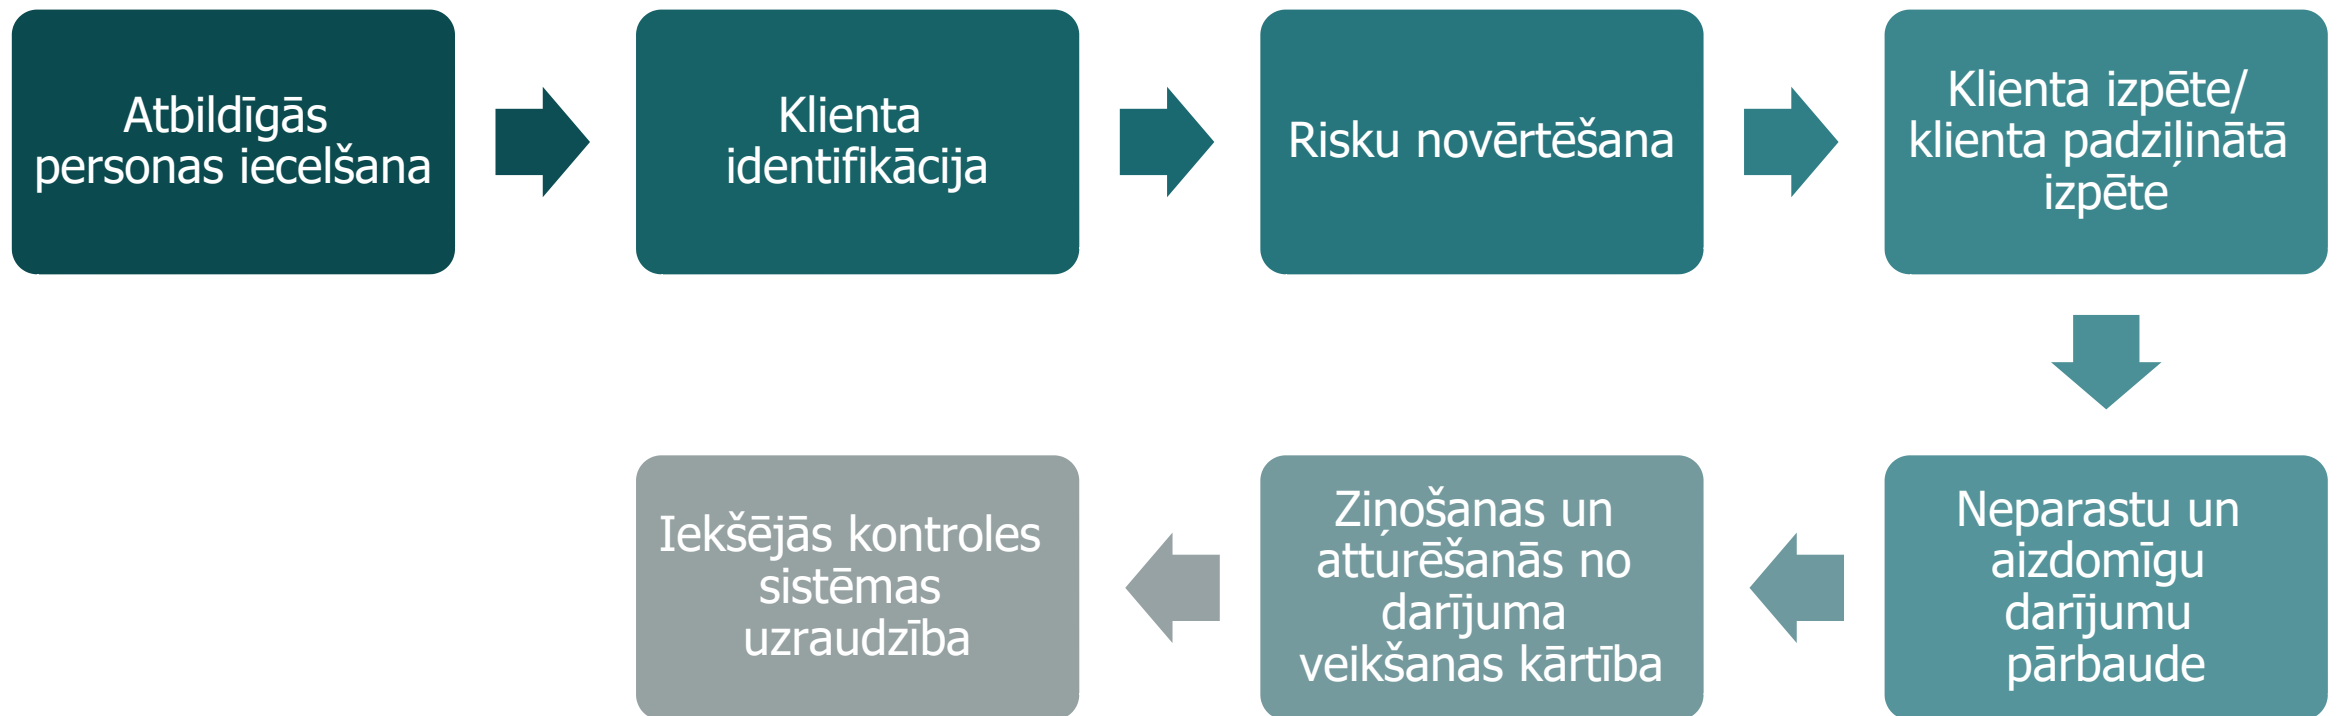 Atbildīgās
personas iecelšana
Klienta
identifikācija
Risku novērtēšana
Klienta izpēte/
klienta padziļinātā
izpēte
Neparastu un
aizdomīgu
darījumu
pārbaude
Ziņošanas un
atturēšanās no
darījuma
veikšanas kārtība
Iekšējās kontroles
sistēmas
uzraudzība